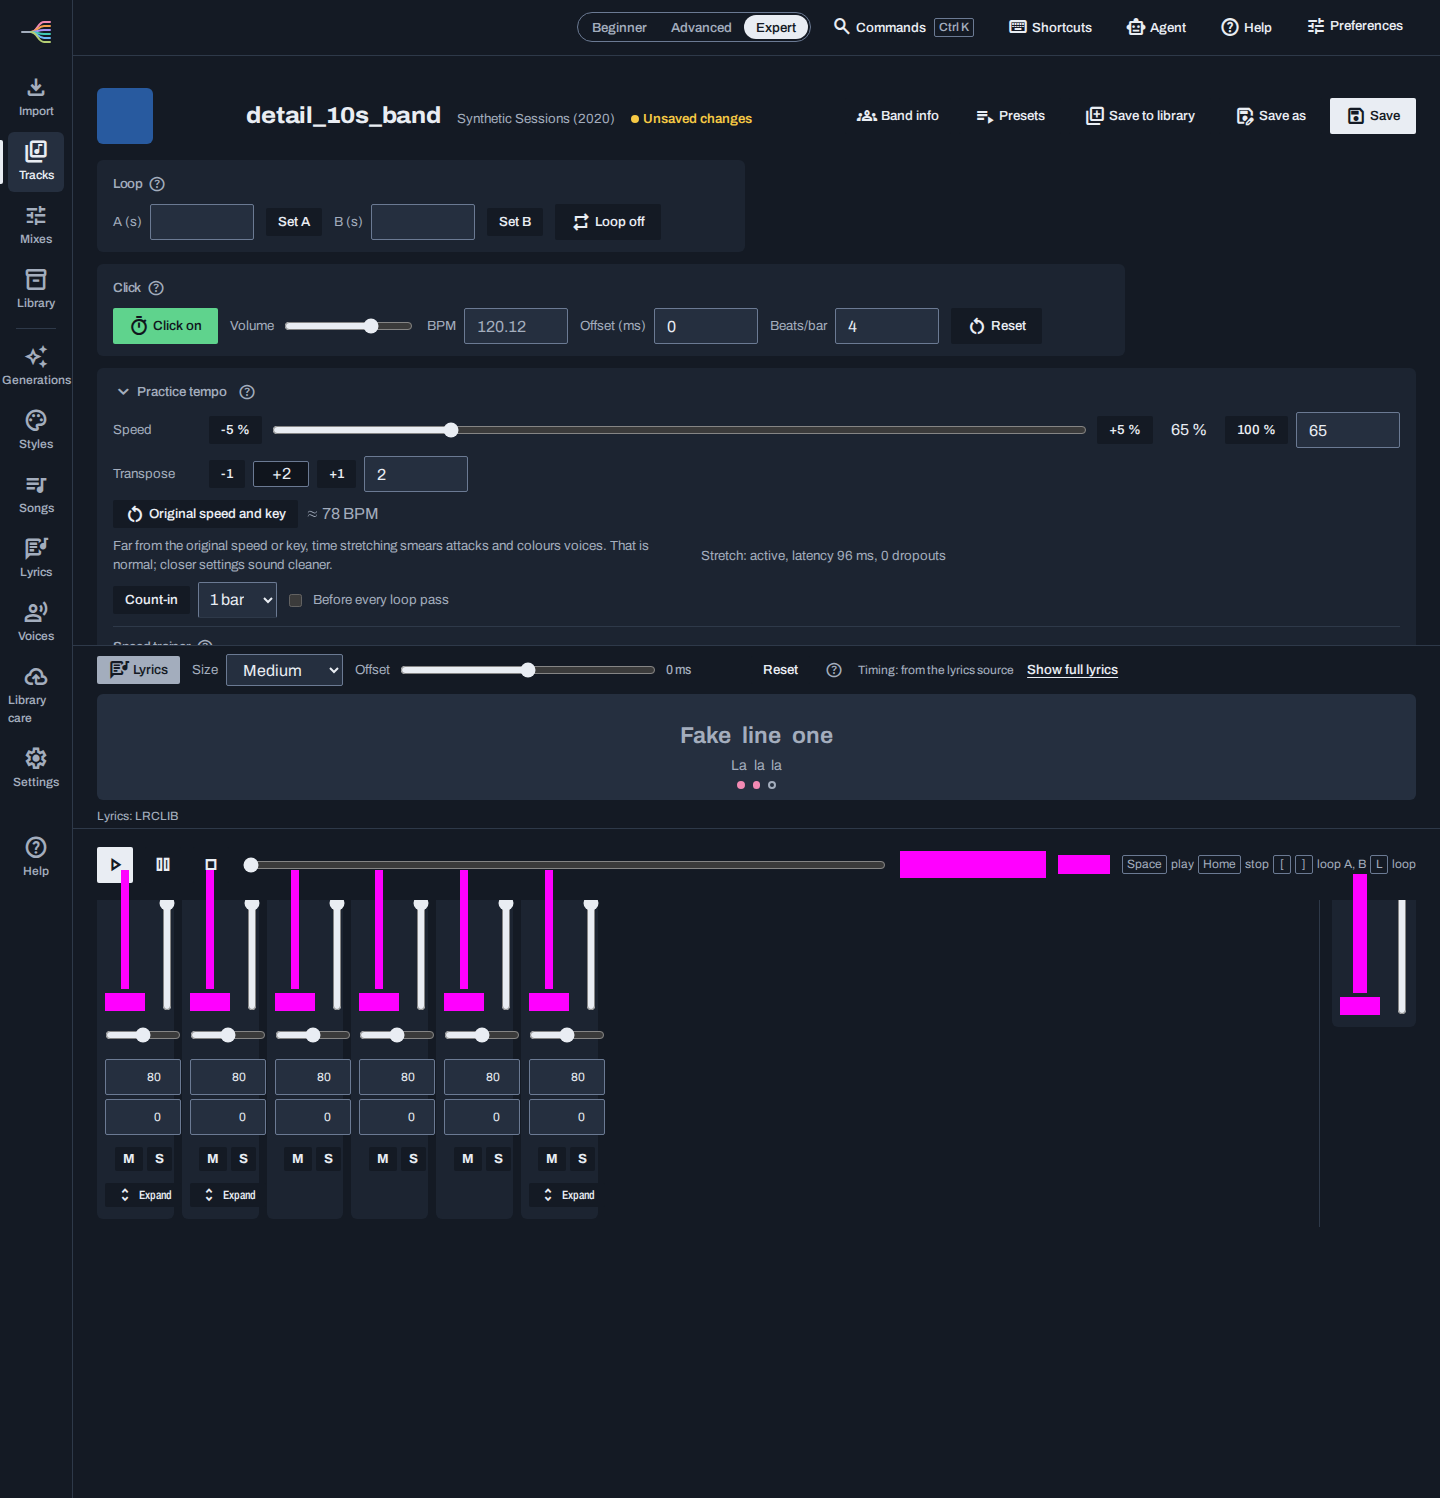 Beginner Advanced Expert Commands Ctrl K Shortcuts Agent Help Preferences
Import
Tracks
Mixes
Library
Generations
Styles
Songs
Lyrics
Voices
Library care
Settings
Help
detail_10s_band Synthetic Sessions (2020) Unsaved changes Band info Presets Save to library Save as Save
Loop
A (s) Set A B (s) Set B Loop off
Click
Click on Volume BPM 120.12 Offset (ms) 0 Beats/bar 4 Reset
Practice tempo
Speed -5 % +5 % 65 % 100 % 65
Transpose -1 +2 +1 2
Original speed and key ≈ 78 BPM
Far from the original speed or key, time stretching smears attacks and colours voices. That is
normal; closer settings sound cleaner.
Stretch: active, latency 96 ms, 0 dropouts
Count-in 1 bar Before every loop pass
Speed trainer
Lyrics Size Medium Offset 0 ms Reset Timing: from the lyrics source Show full lyrics
Fake line one
La la la
Lyrics: LRCLIB
Space play Home stop [ ] loop A, B L loop
80 80 80 80 80 80
0 0 0 0 0 0
M S M S M S M S M S M S
Expand Expand Expand